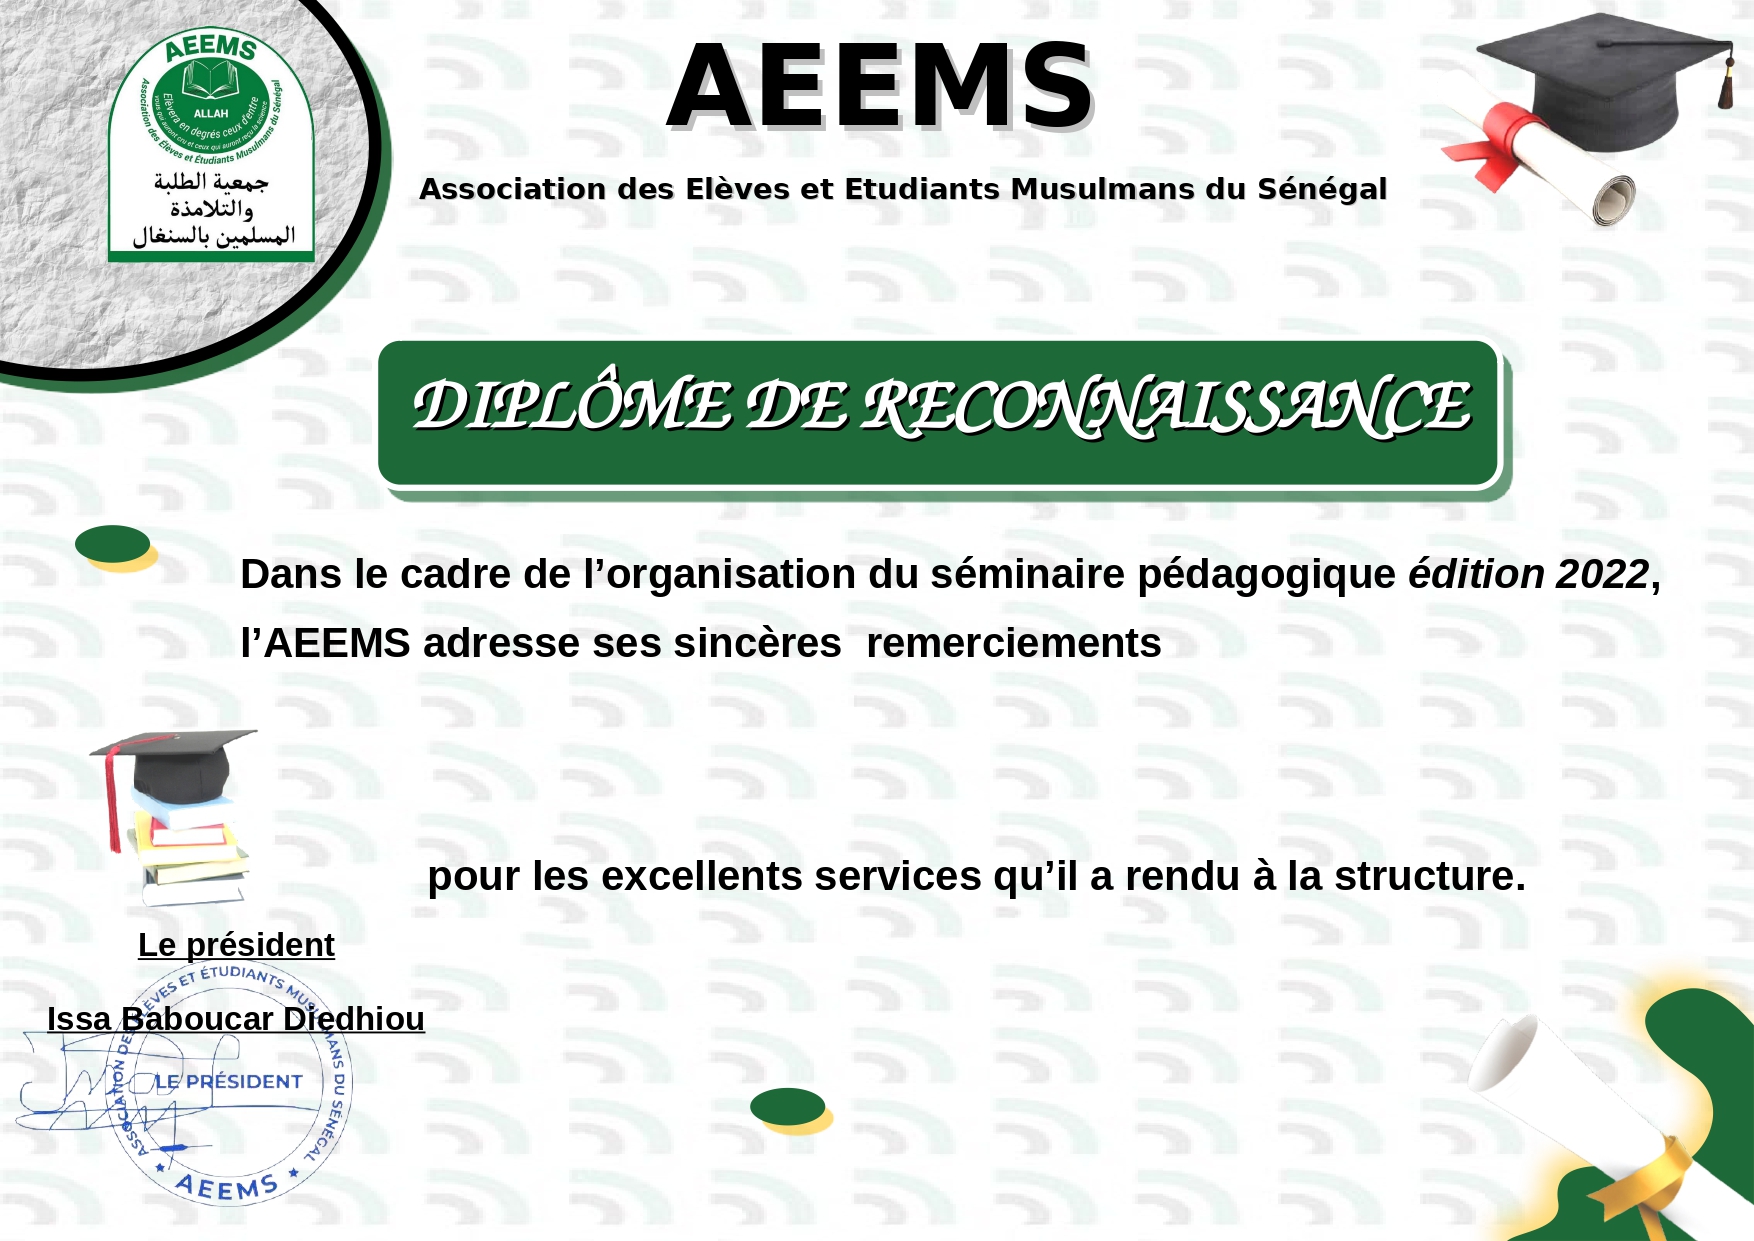 AEEMS
ALLAH
Elèvera en degrés ceux d'entre
vous qui auront cru et ceux qui auront reçu la science
Association des Élèves et Étudiants Musulmans du Sénégal
جمعية الطلبة
والتلامذة
المسلمين بالسنغال
AEEMS
Association des Elèves et Etudiants Musulmans du Sénégal
DIPLÔME DE RECONNAISSANCE
Dans le cadre de l’organisation du séminaire pédagogique édition 2022,
l’AEEMS adresse ses sincères  remerciements
pour les excellents services qu’il a rendu à la structure.
Le président
Issa Baboucar Diedhiou
ASSOCIATION DES ÉLÈVES ET ÉTUDIANTS MUSULMANS DU SÉNÉGAL
LE PRÉSIDENT
★ AEEMS ★